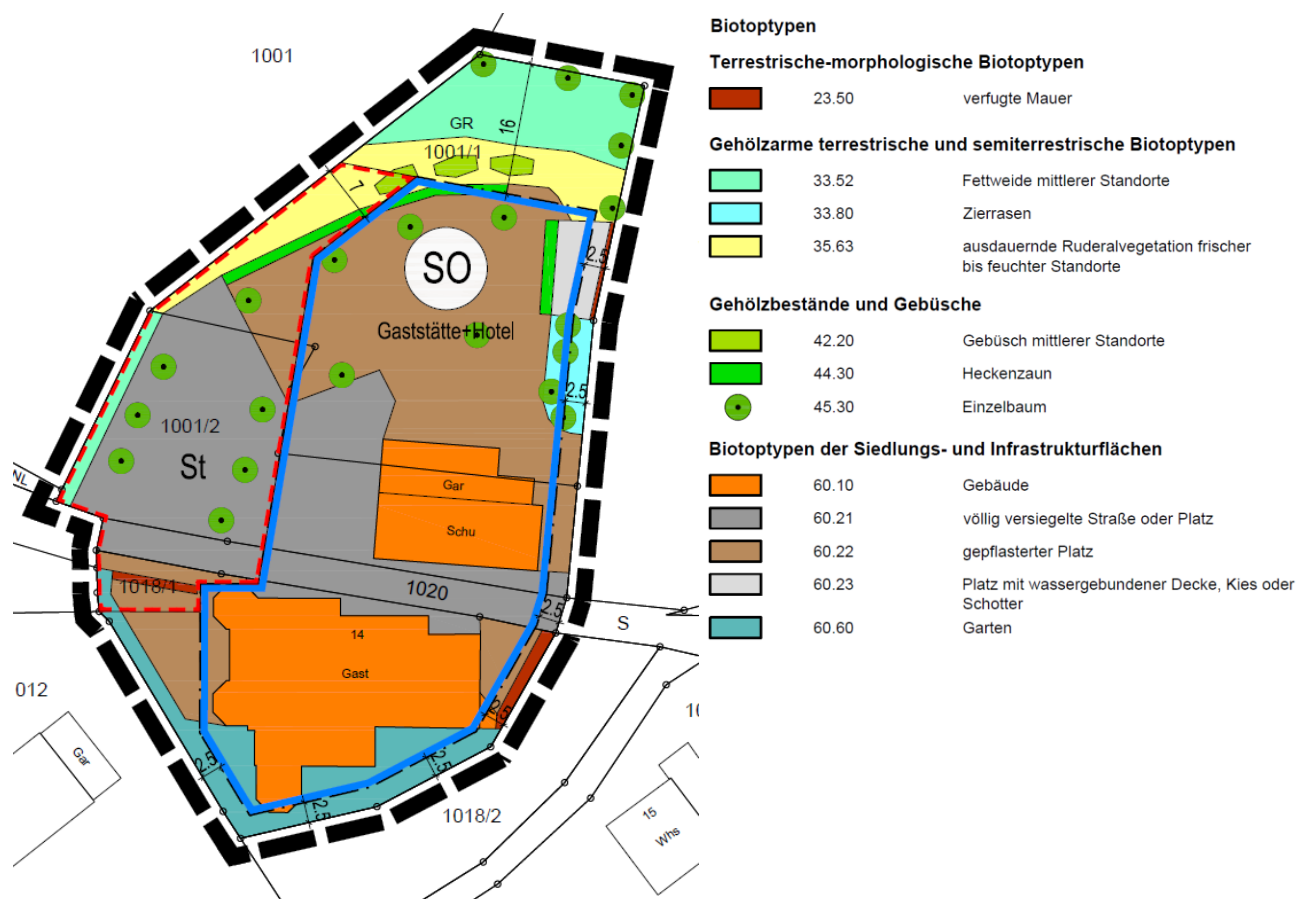 1001
GR
16
1001/1
7
SO
2.5
Gaststätte+Hotel
2.5
1001/2
St
NL
Gar
Schu
1018/1
1020
2.5
S
14
Gast
012
2.5
10
Gar
2.5
2.5
2.5
1018/2
15
Whs
Biotoptypen
Terrestrische-morphologische Biotoptypen
23.50 verfugte Mauer
Gehölzarme terrestrische und semiterrestrische Biotoptypen
33.52 Fettweide mittlerer Standorte
33.80 Zierrasen
35.63 ausdauernde Ruderalvegetation frischer
bis feuchter Standorte
Gehölzbestände und Gebüsche
42.20 Gebüsch mittlerer Standorte
44.30 Heckenzaun
45.30 Einzelbaum
Biotoptypen der Siedlungs- und Infrastrukturflächen
60.10 Gebäude
60.21 völlig versiegelte Straße oder Platz
60.22 gepflasterter Platz
60.23 Platz mit wassergebundener Decke, Kies oder
Schotter
60.60 Garten